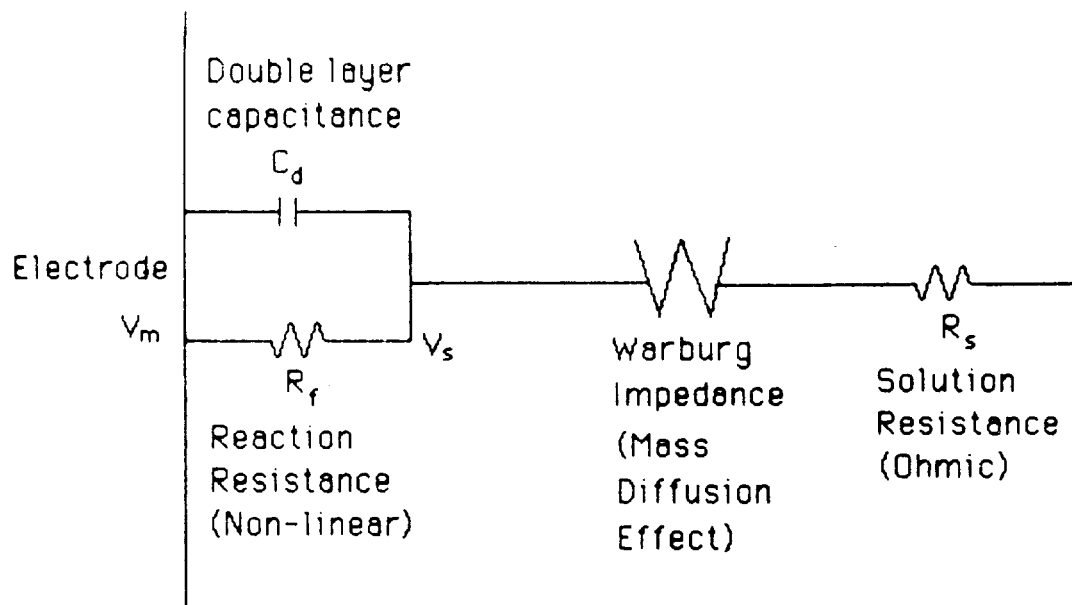 Double layer
capacitance
C_d
Electrode
V_m
R_f
V_s
Reaction
Resistance
(Non-linear)
Warburg
Impedance
(Mass
Diffusion
Effect)
R_s
Solution
Resistance
(Ohmic)